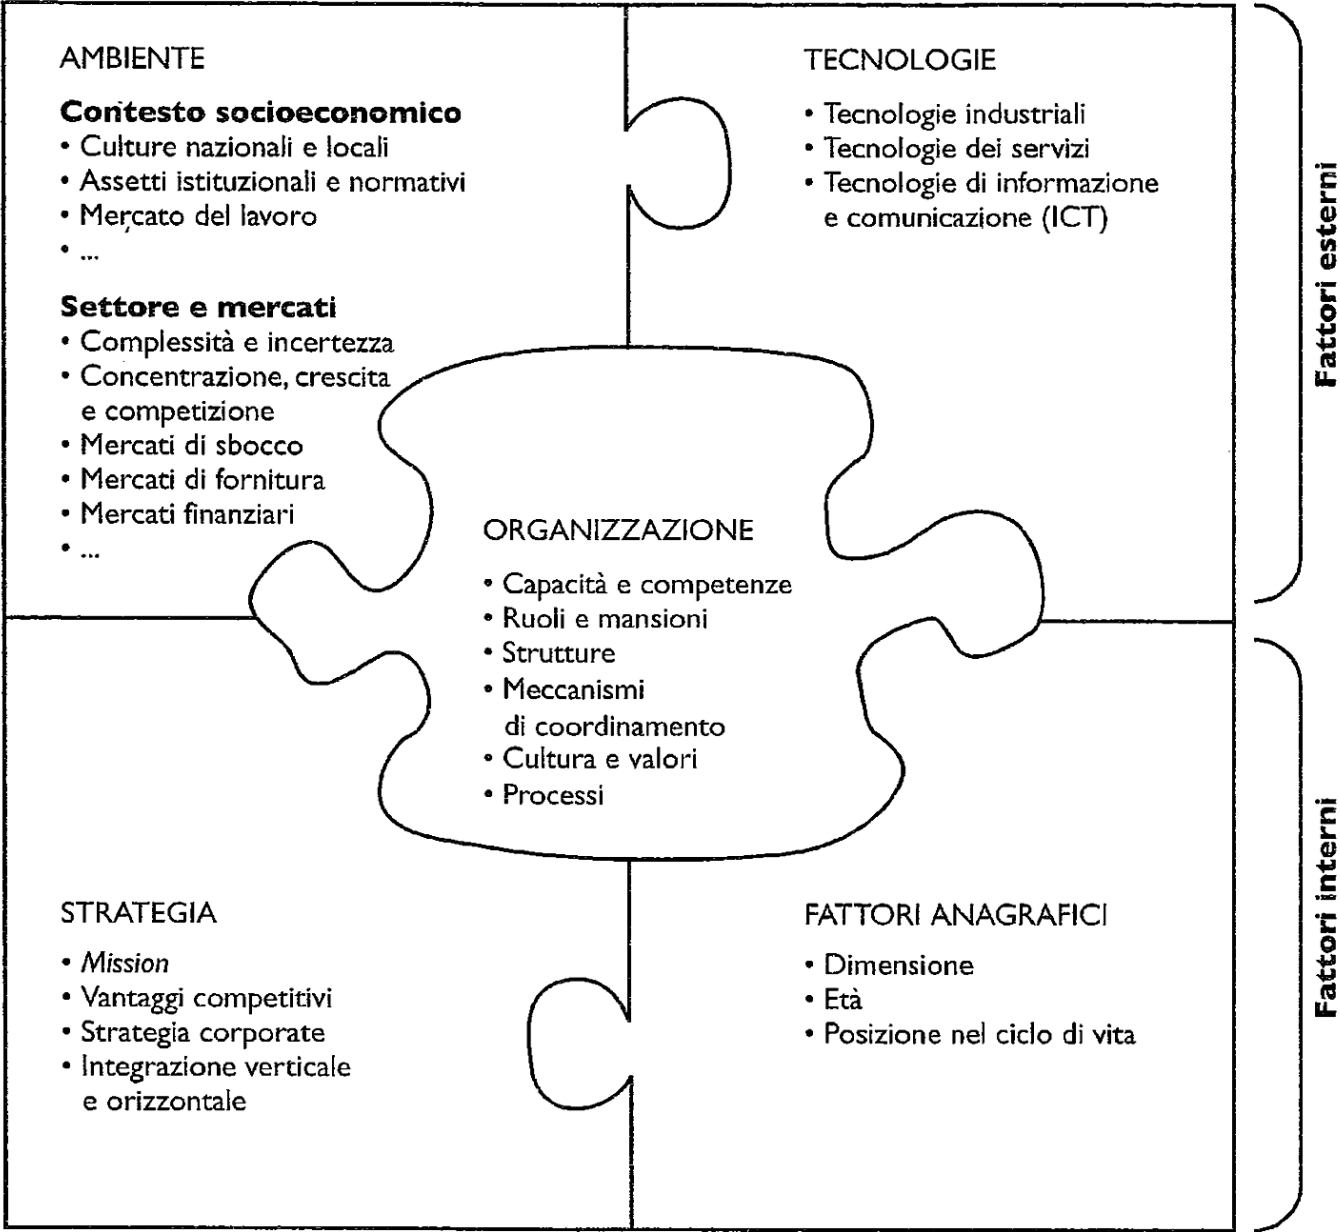 AMBIENTE
Contesto socioeconomico
• Culture nazionali e locali
• Assetti istituzionali e normativi
• Mercato del lavoro
• ...
Settore e mercati
• Complessità e incertezza
• Concentrazione, crescita
e competizione
• Mercati di sbocco
• Mercati di fornitura
• Mercati finanziari
• ...
TECNOLOGIE
• Tecnologie industriali
• Tecnologie dei servizi
• Tecnologie di informazione
e comunicazione (ICT)
Fattori esterni
ORGANIZZAZIONE
• Capacità e competenze
• Ruoli e mansioni
• Strutture
• Meccanismi
di coordinamento
• Cultura e valori
• Processi
STRATEGIA
• Mission
• Vantaggi competitivi
• Strategia corporate
• Integrazione verticale
e orizzontale
FATTORI ANAGRAFICI
• Dimensione
• Età
• Posizione nel ciclo di vita
Fattori interni